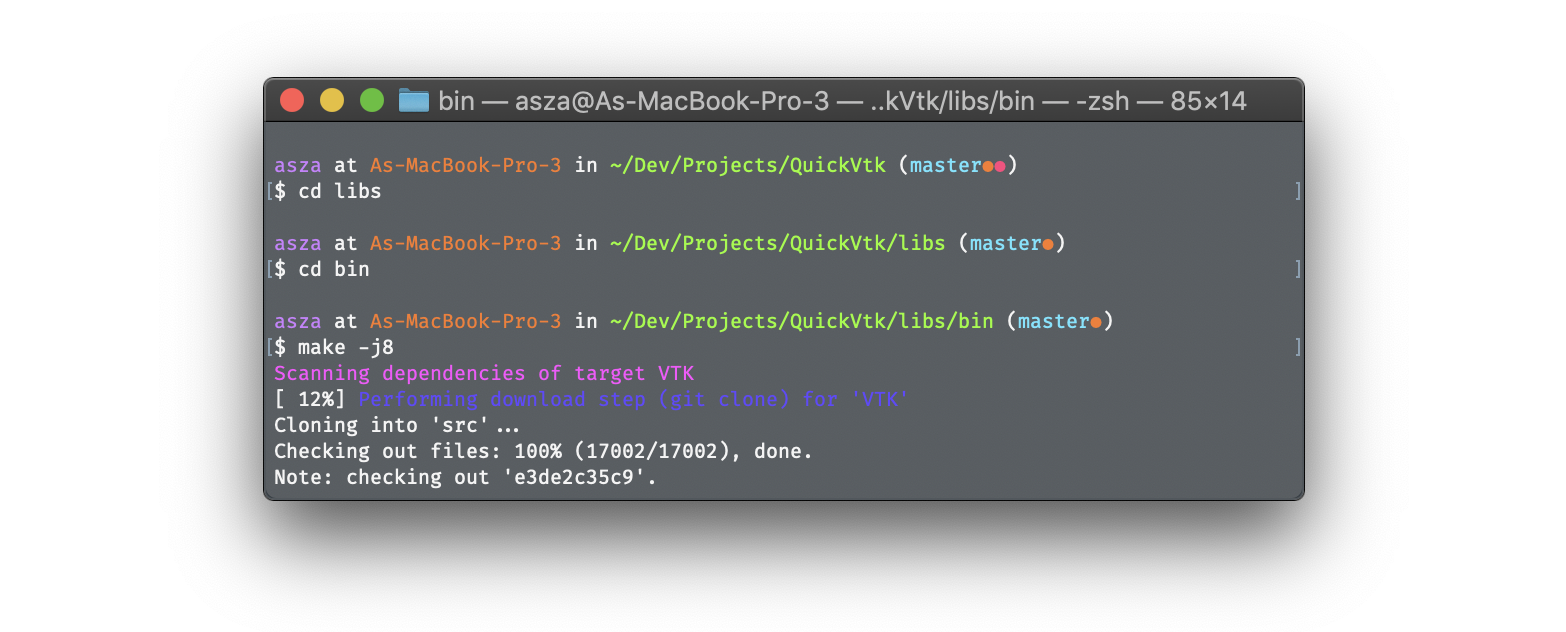 bin — asza@As-MacBook-Pro-3 — ..kVtk/libs/bin — -zsh — 85×14
asza at As-MacBook-Pro-3 in ~/Dev/Projects/QuickVtk (master●●)
[$ cd libs ]
asza at As-MacBook-Pro-3 in ~/Dev/Projects/QuickVtk/libs (master●)
[$ cd bin ]
asza at As-MacBook-Pro-3 in ~/Dev/Projects/QuickVtk/libs/bin (master●)
[$ make -j8 ]
Scanning dependencies of target VTK
[ 12%] Performing download step (git clone) for 'VTK'
Cloning into 'src'...
Checking out files: 100% (17002/17002), done.
Note: checking out 'e3de2c35c9'.